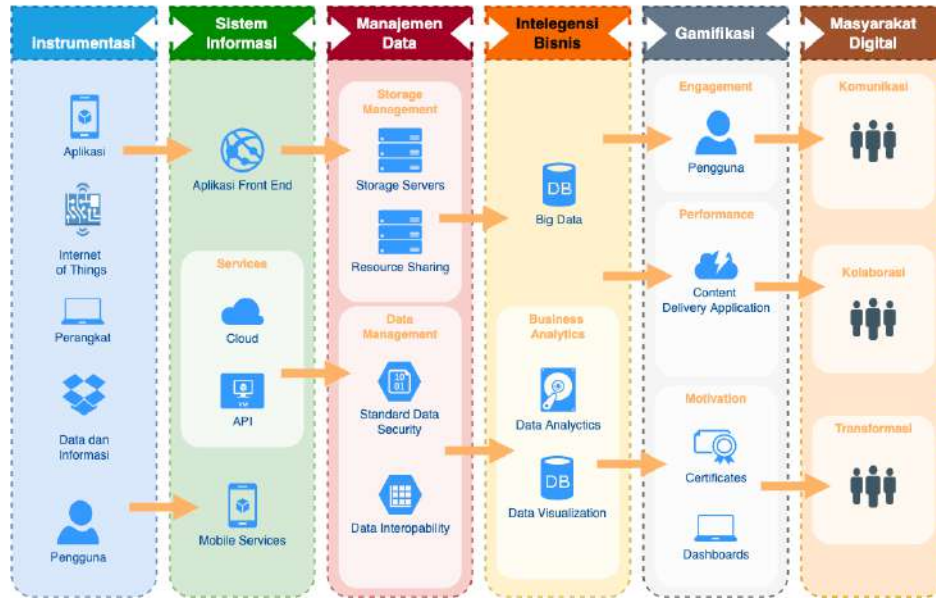 Instrumentasi
Aplikasi
Internet
of Things
Perangkat
Data dan
Informasi
Pengguna
Sistem
Informasi
Aplikasi Front End
Services
Cloud
API
Mobile Services
Manajemen
Data
Storage
Management
Storage Servers
Resource Sharing
Data
Management
10
01
Standard Data
Security
Data Interopability
Intelegensi
Bisnis
DB
Big Data
Business
Analytics
Data Analyctics
DB
Data Visualization
Gamifikasi
Engagement
Pengguna
Performance
Content
Delivery Application
Motivation
Certificates
Dashboards
Masyarakat
Digital
Komunikasi
Kolaborasi
Transformasi